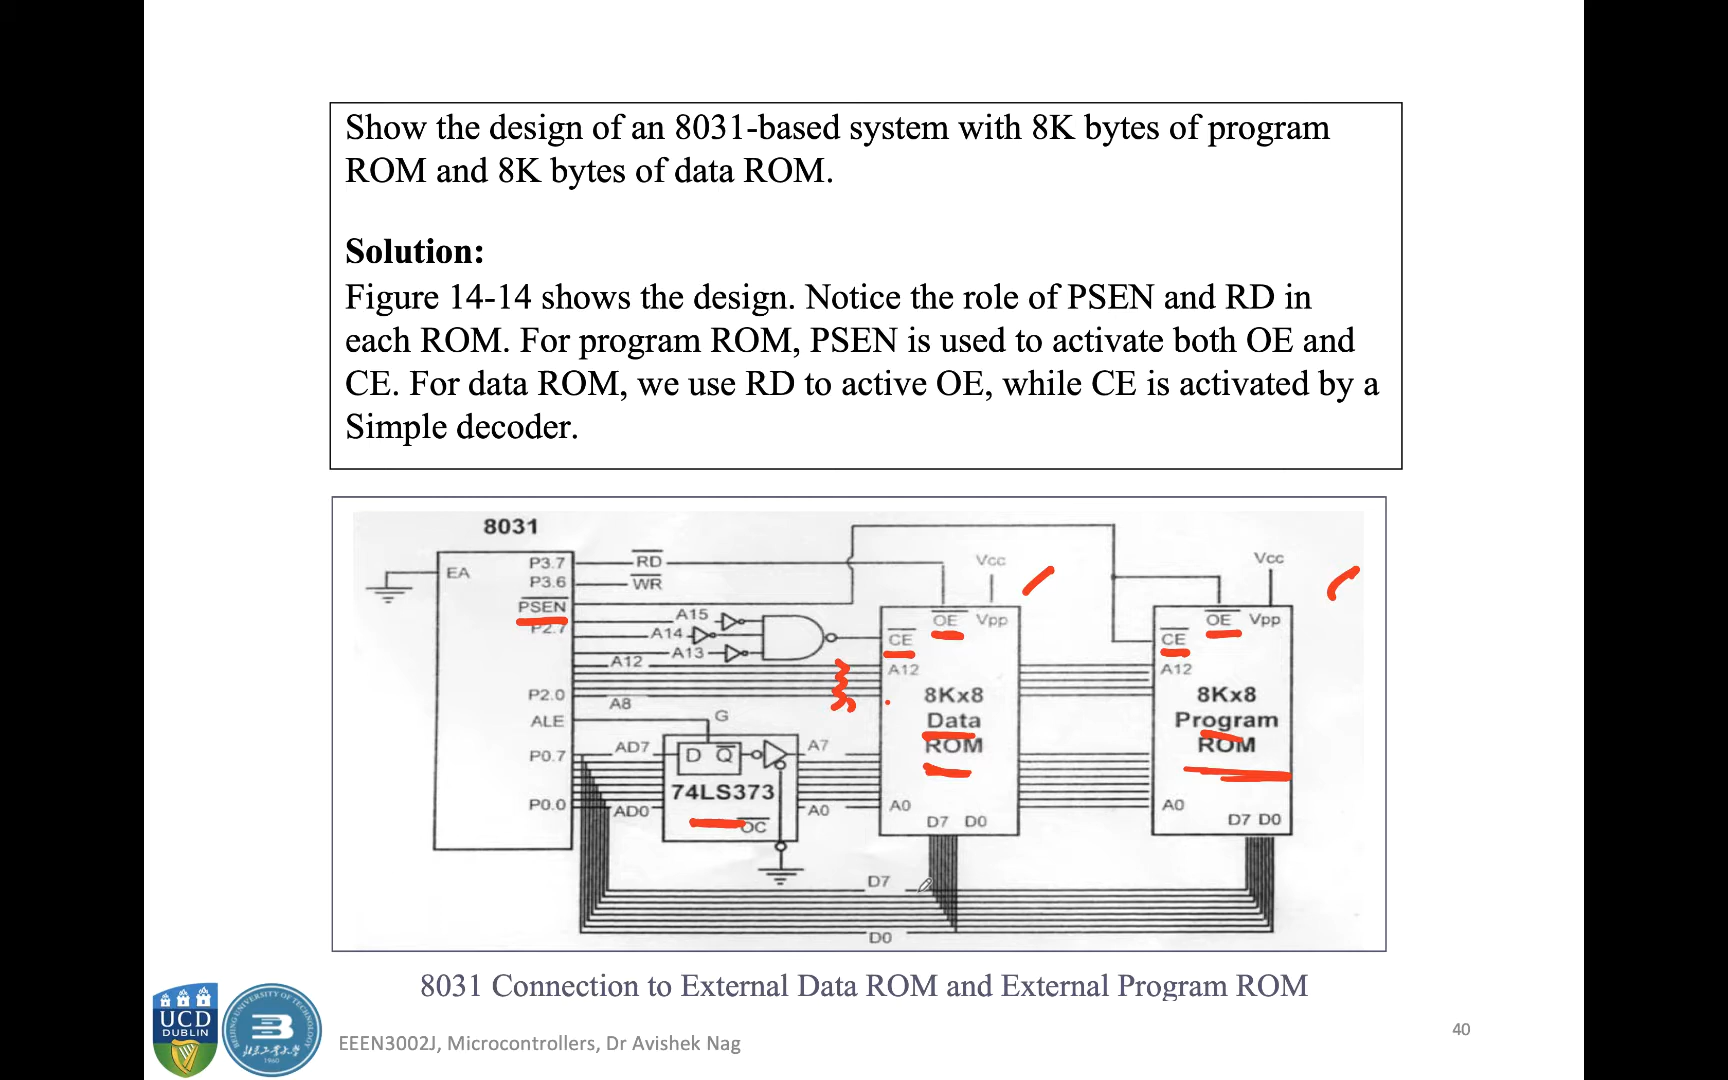 Show the design of an 8031-based system with 8K bytes of program
ROM and 8K bytes of data ROM.
Solution:
Figure 14-14 shows the design. Notice the role of PSEN and RD in
each ROM. For program ROM, PSEN is used to activate both OE and
CE. For data ROM, we use RD to active OE, while CE is activated by a
Simple decoder.
8031
EA
P3.7
P3.6
PSEN
P2.7
P2.0
ALE
P0.7
P0.0
RD
WR
A15
A14
A13
A12
A8
G
AD7
AD0
D Q
74LS373
OC
A7
A0
Vcc
OE Vpp
CE
A12
8Kx8
Data
ROM
A0
D7 D0
Vcc
OE Vpp
CE
A12
8Kx8
Program
ROM
A0
D7 D0
D7
D0
8031 Connection to External Data ROM and External Program ROM
UCD
DUBLIN
BEIJING UNIVERSITY OF TECHNOLOGY
1960
EEEN3002J, Microcontrollers, Dr Avishek Nag
40